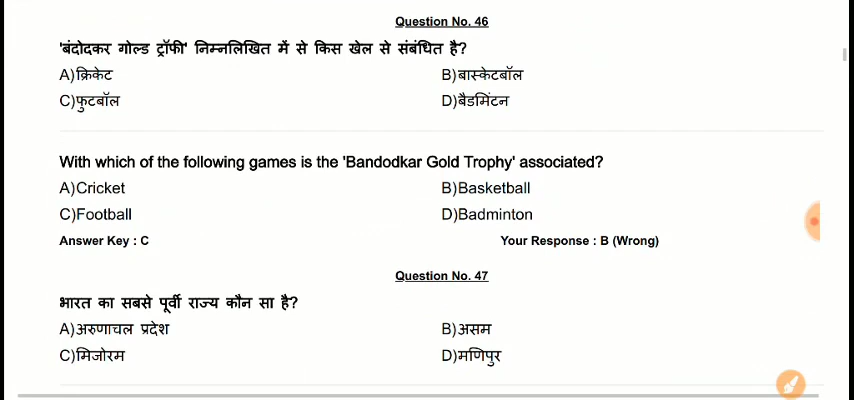 Question No. 46
'बंदोदकर गोल्ड ट्रॉफी' निम्नलिखित में से किस खेल से संबंधित है?
A)क्रिकेट B)बास्केटबॉल
C)फुटबॉल D)बैडमिंटन
With which of the following games is the 'Bandodkar Gold Trophy' associated?
A)Cricket B)Basketball
C)Football D)Badminton
Answer Key : C Your Response : B (Wrong)
Question No. 47
भारत का सबसे पूर्वी राज्य कौन सा है?
A)अरुणाचल प्रदेश B)असम
C)मिजोरम D)मणिपुर